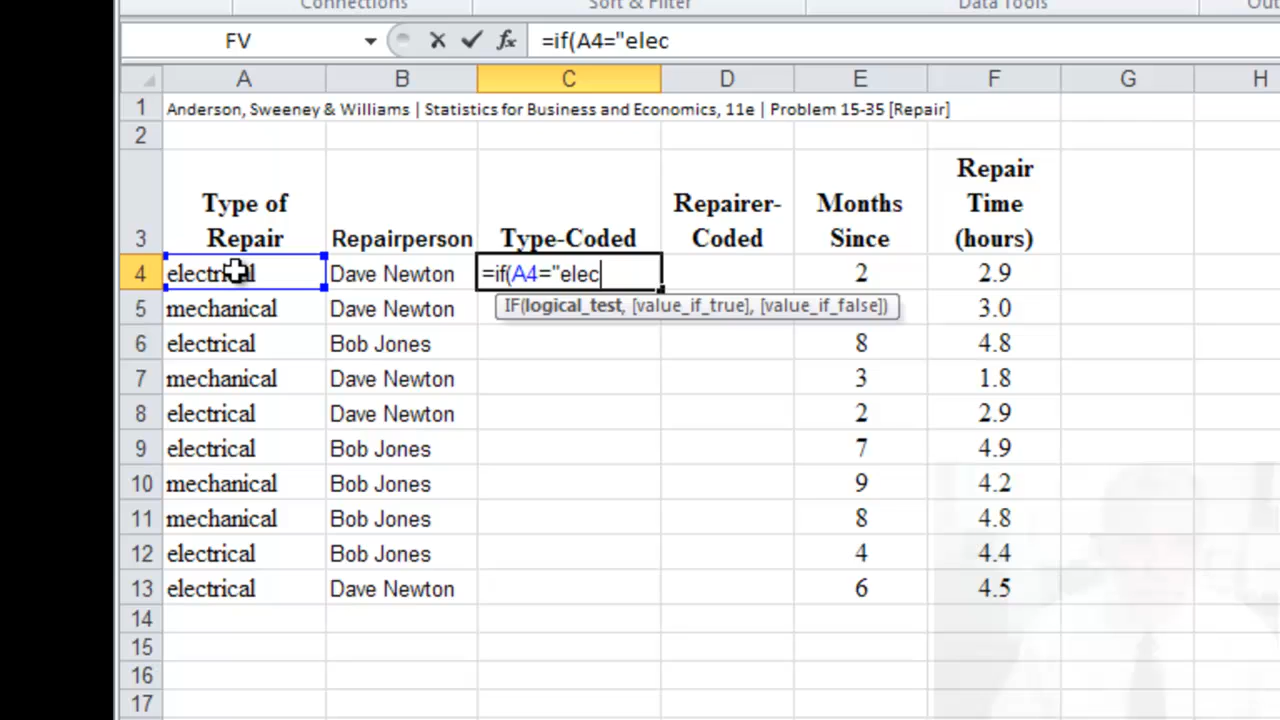 Connections Sort & Filter Data Tools Out
FV =if(A4="elec
A B C D E F G H
1 Anderson, Sweeney & Williams | Statistics for Business and Economics, 11e | Problem 15-35 [Repair]
2
Repair
Type of Repairer- Months Time
3 Repair Repairperson Type-Coded Coded Since (hours)
4 electrical Dave Newton =if(A4="elec 2 2.9
5 mechanical Dave Newton IF(logical_test, [value_if_true], [value_if_false]) 3.0
6 electrical Bob Jones 8 4.8
7 mechanical Dave Newton 3 1.8
8 electrical Dave Newton 2 2.9
9 electrical Bob Jones 7 4.9
10 mechanical Bob Jones 9 4.2
11 mechanical Bob Jones 8 4.8
12 electrical Bob Jones 4 4.4
13 electrical Dave Newton 6 4.5
14
15
16
17